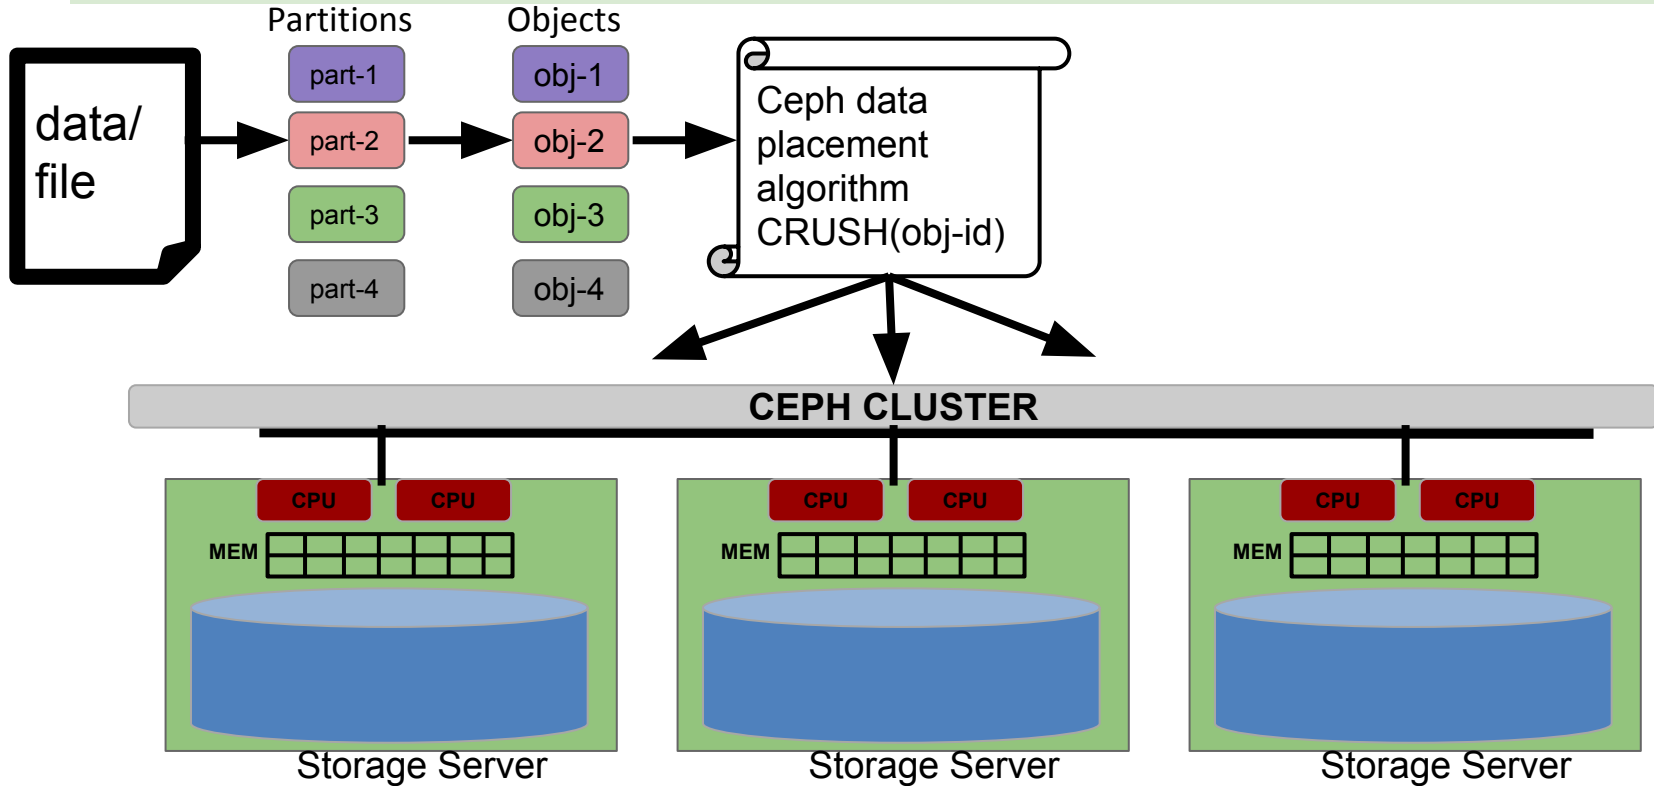 Partitions
Objects
data/
file
part-1
part-2
part-3
part-4
obj-1
obj-2
obj-3
obj-4
Ceph data
placement
algorithm
CRUSH(obj-id)
CEPH CLUSTER
CPU CPU
MEM
Storage Server
CPU CPU
MEM
Storage Server
CPU CPU
MEM
Storage Server